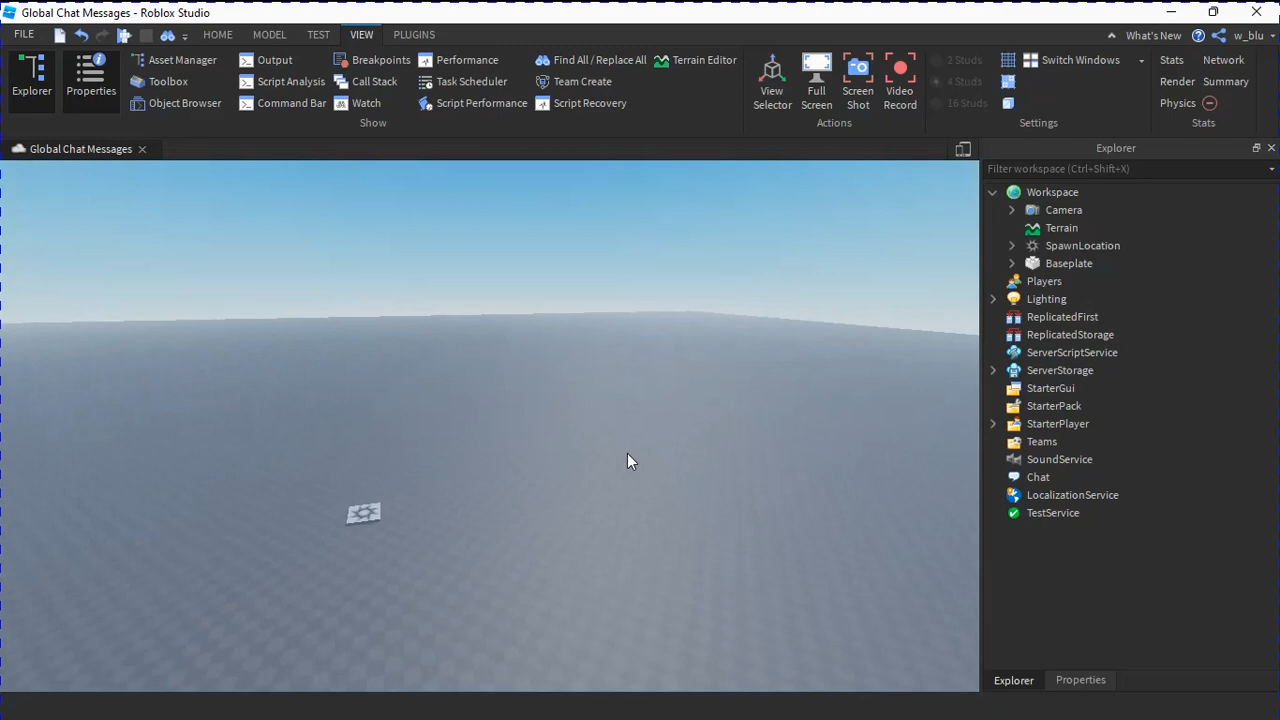 Global Chat Messages - Roblox Studio
FILE HOME MODEL TEST VIEW PLUGINS What's New w_blu
Asset Manager Output Breakpoints Performance Find All / Replace All Terrain Editor 2 Studs Switch Windows Stats Network
Toolbox Script Analysis Call Stack Task Scheduler Team Create 4 Studs Render Summary
Explorer Properties View Selector Full Screen Screen Shot Video Record
Object Browser Command Bar Watch Script Performance Script Recovery 16 Studs Physics
Show Actions Settings Stats
Global Chat Messages
Explorer
Filter workspace (Ctrl+Shift+X)
Workspace
Camera
Terrain
SpawnLocation
Baseplate
Players
Lighting
ReplicatedFirst
ReplicatedStorage
ServerScriptService
ServerStorage
StarterGui
StarterPack
StarterPlayer
Teams
SoundService
Chat
LocalizationService
TestService
Explorer Properties